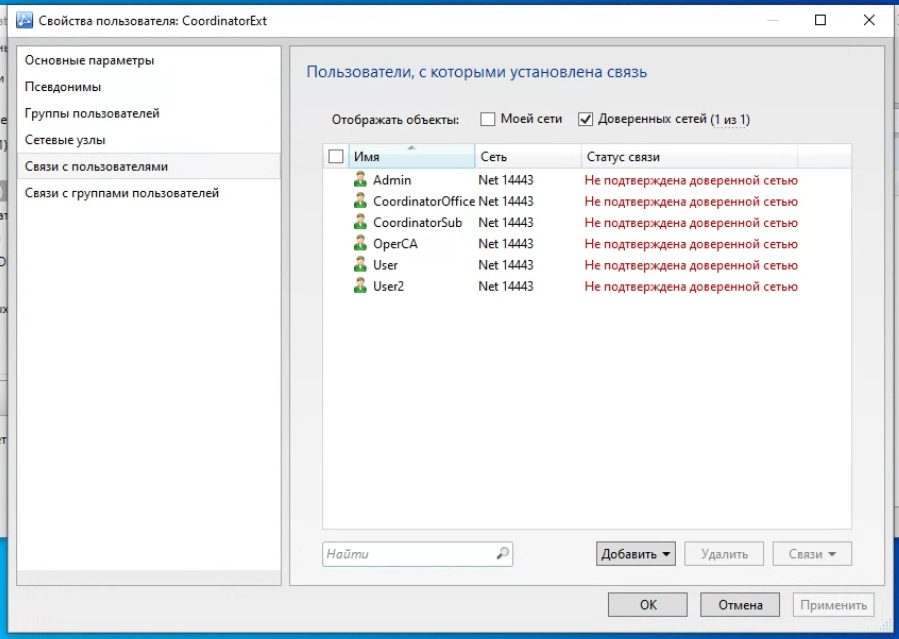 Свойства пользователя: CoordinatorExt
Основные параметры
Псевдонимы
Группы пользователей
Сетевые узлы
Связи с пользователями
Связи с группами пользователей
Пользователи, с которыми установлена связь
Отображать объекты: Моей сети Доверенных сетей (1 из 1)
Имя Сеть Статус связи
Admin Net 14443 Не подтверждена доверенной сетью
CoordinatorOffice Net 14443 Не подтверждена доверенной сетью
CoordinatorSub Net 14443 Не подтверждена доверенной сетью
OperCA Net 14443 Не подтверждена доверенной сетью
User Net 14443 Не подтверждена доверенной сетью
User2 Net 14443 Не подтверждена доверенной сетью
Найти Добавить Удалить Связи
OK Отмена Применить